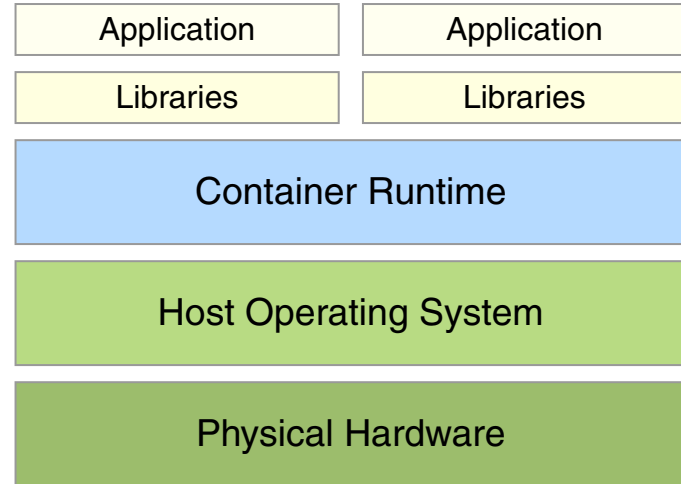 Application Application
Libraries Libraries
Container Runtime
Host Operating System
Physical Hardware